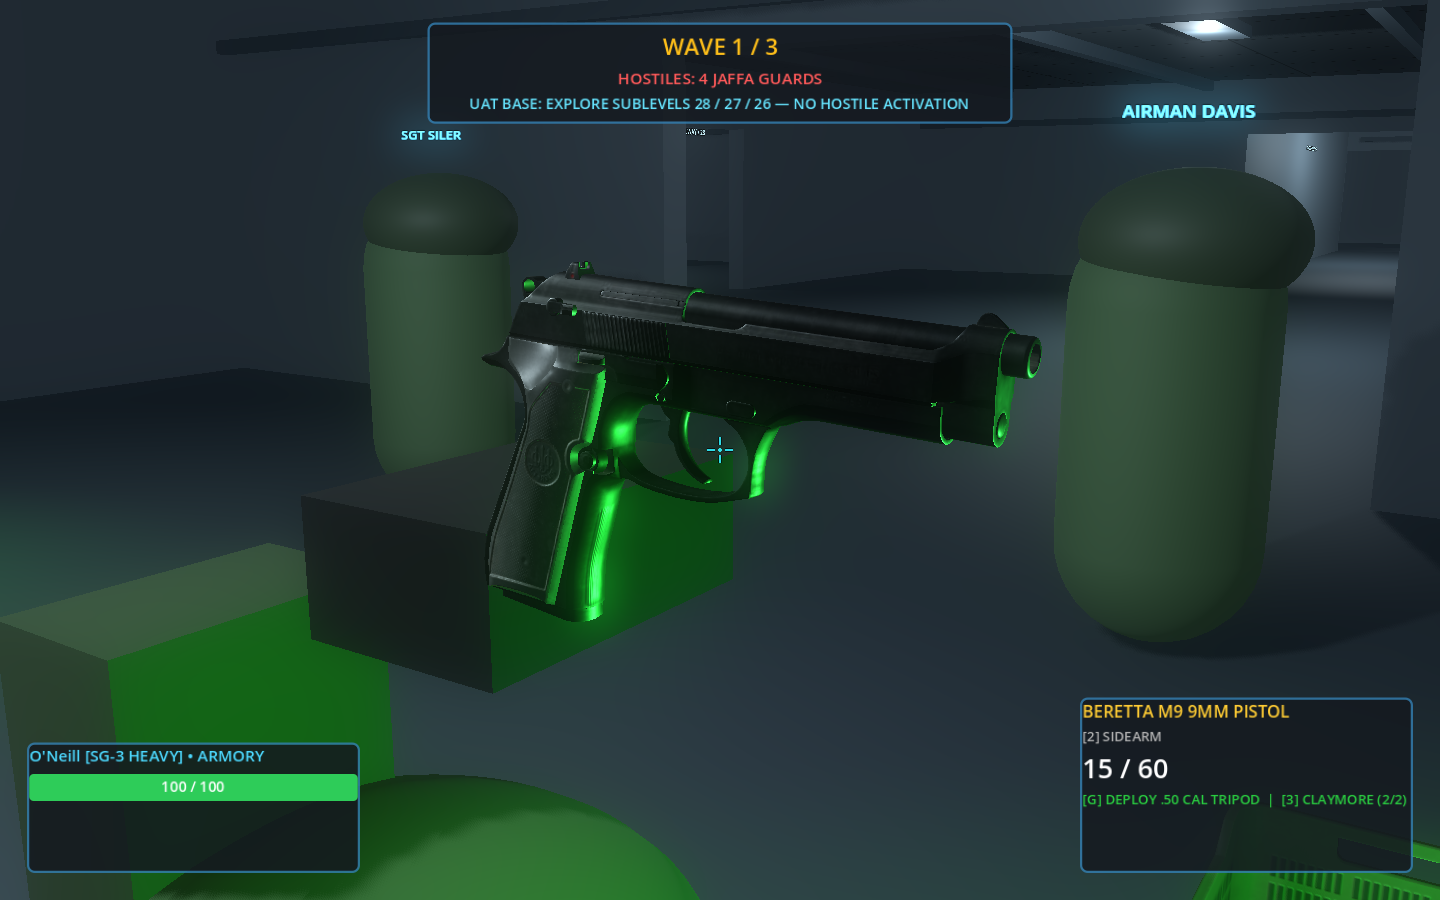 WAVE 1 / 3
HOSTILES: 4 JAFFA GUARDS
UAT BASE: EXPLORE SUBLEVELS 28 / 27 / 26 — NO HOSTILE ACTIVATION
SGT SILER
AIRMAN DAVIS
O'Neill [SG-3 HEAVY] • ARMORY
100 / 100
BERETTA M9 9MM PISTOL
[2] SIDEARM
15 / 60
[G] DEPLOY .50 CAL TRIPOD | [3] CLAYMORE (2/2)